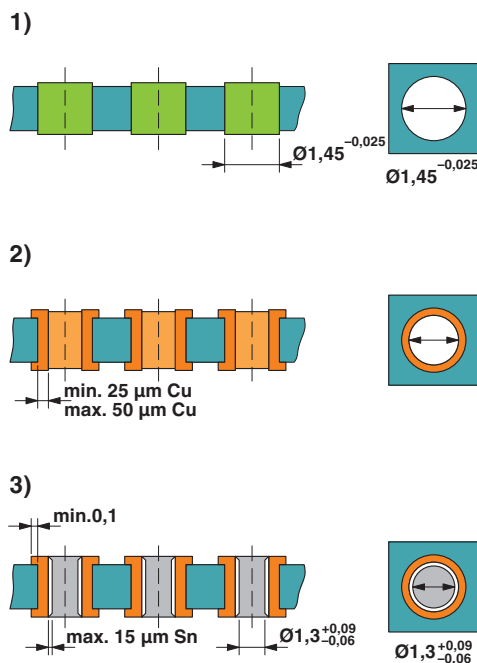 1)
Ø1,45 −0,025
Ø1,45 −0,025
2)
min. 25 µm Cu
max. 50 µm Cu
3)
min.0,1
max. 15 µm Sn
Ø1,3 +0,09 −0,06
Ø1,3 +0,09 −0,06